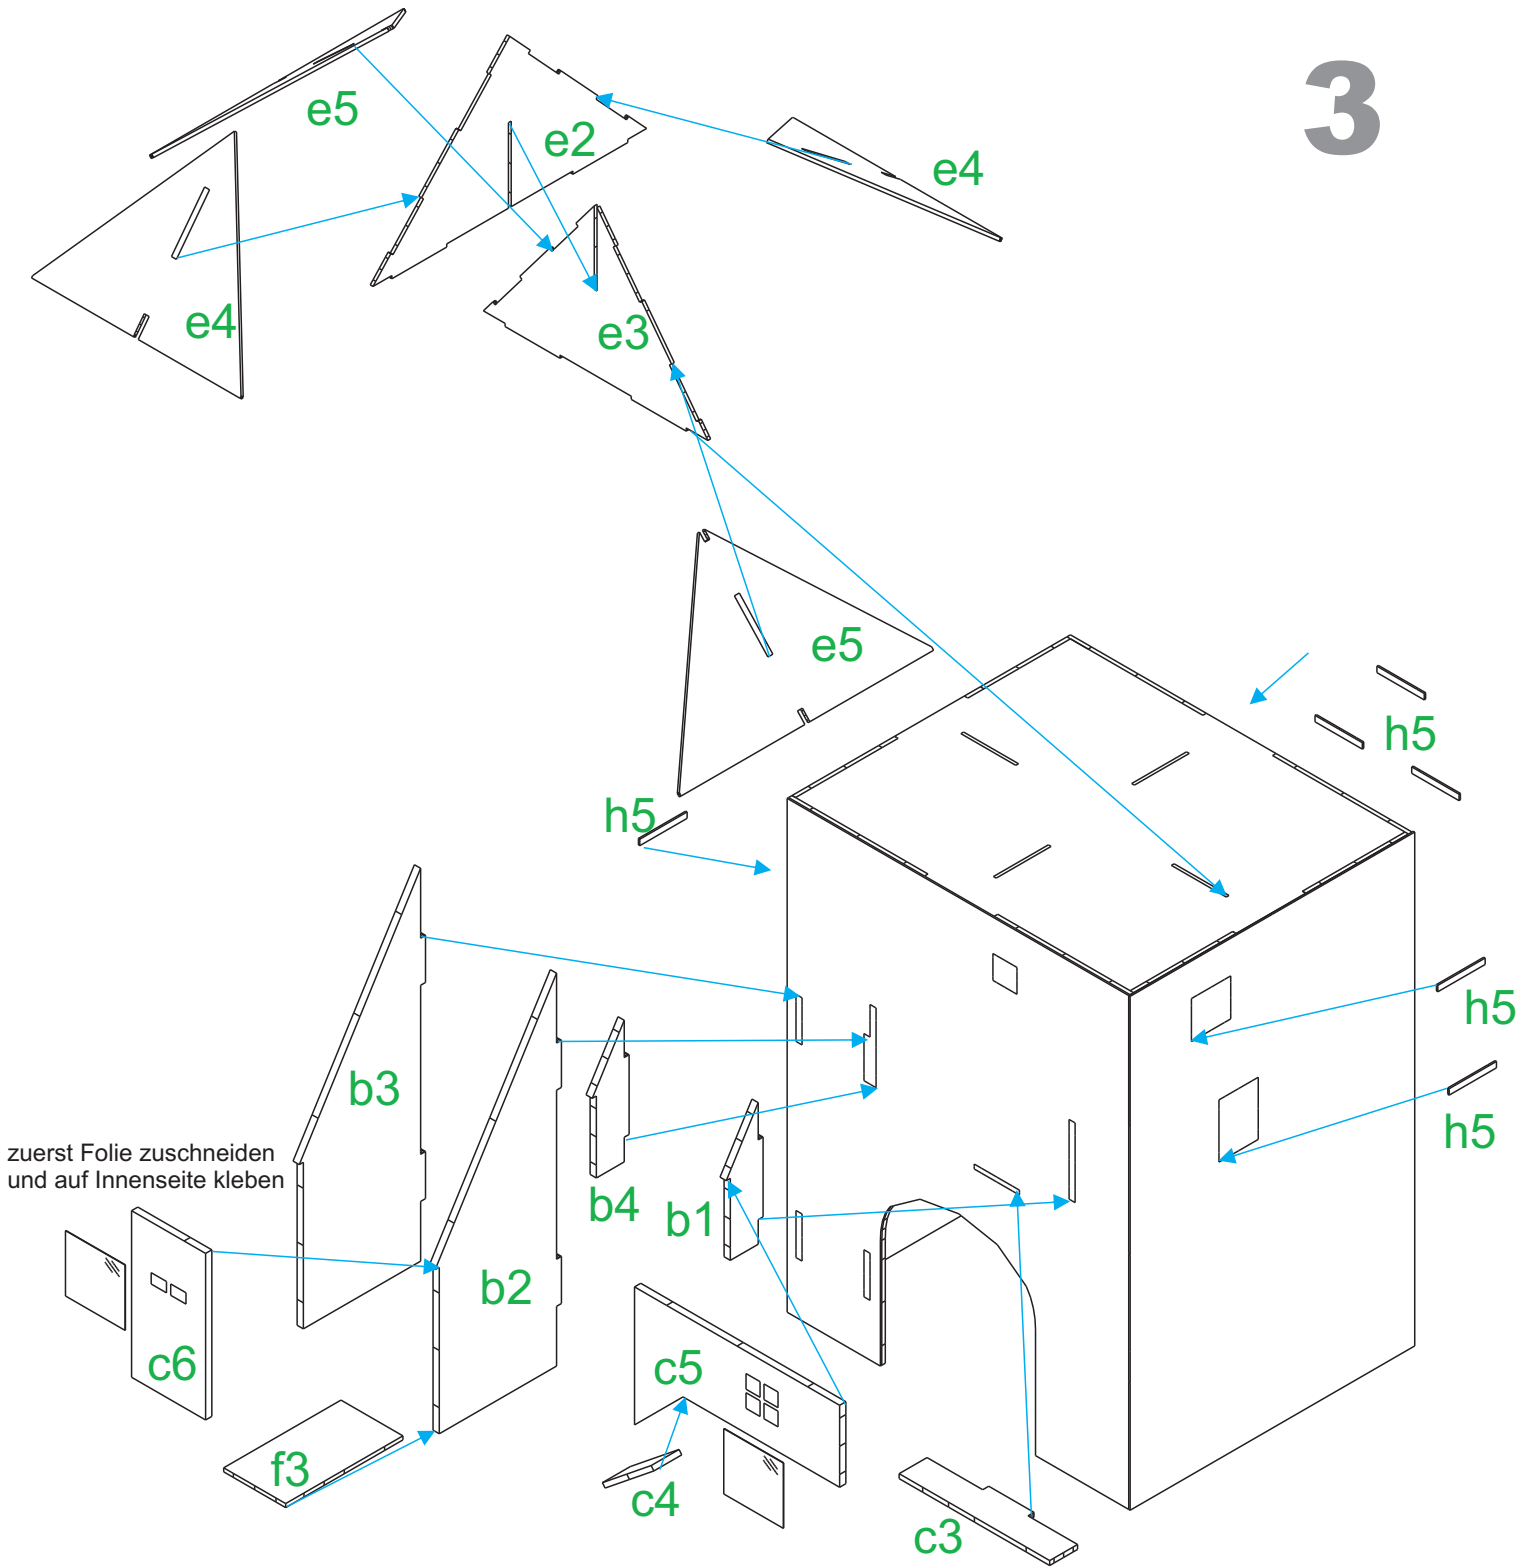 3
e5
e2
e4
e4
e3
e5
h5
h5
b3
h5
zuerst Folie zuschneiden
und auf Innenseite kleben
b4
b1
h5
b2
c6
c5
f3
c4
c3